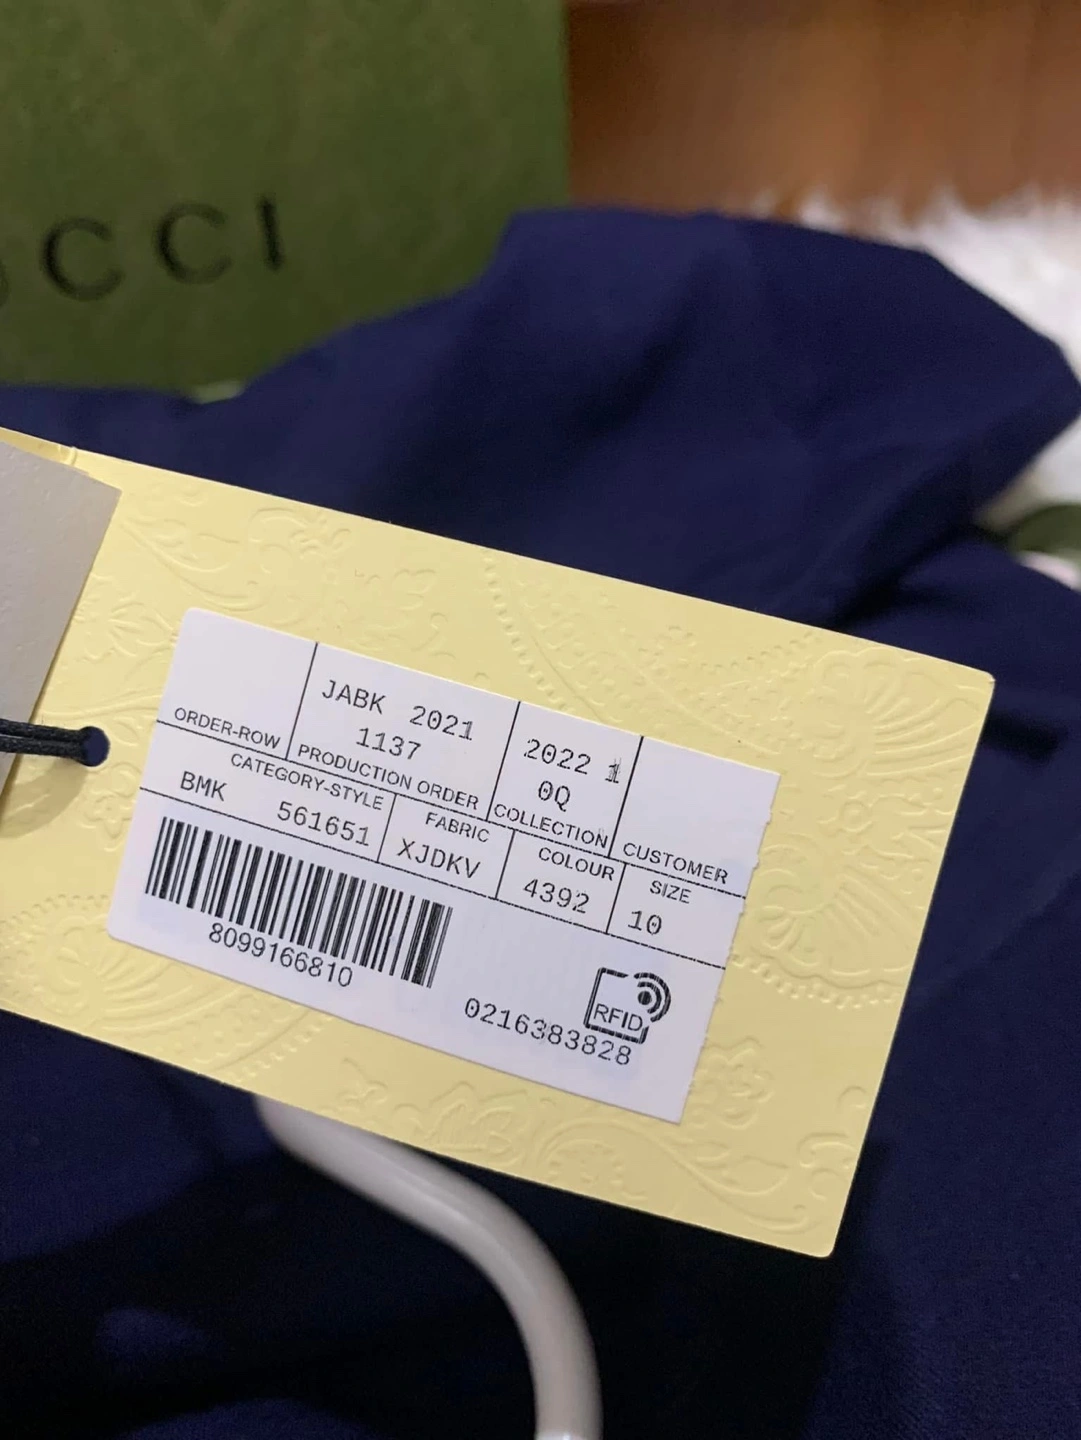 CCI
JABK 2021
1137
2022 1
0Q
ORDER-ROW
PRODUCTION ORDER
COLLECTION
CUSTOMER
CATEGORY-STYLE
FABRIC
COLOUR
SIZE
BMK 561651
XJDKV
4392
10
8099166810
RFID
0216383828